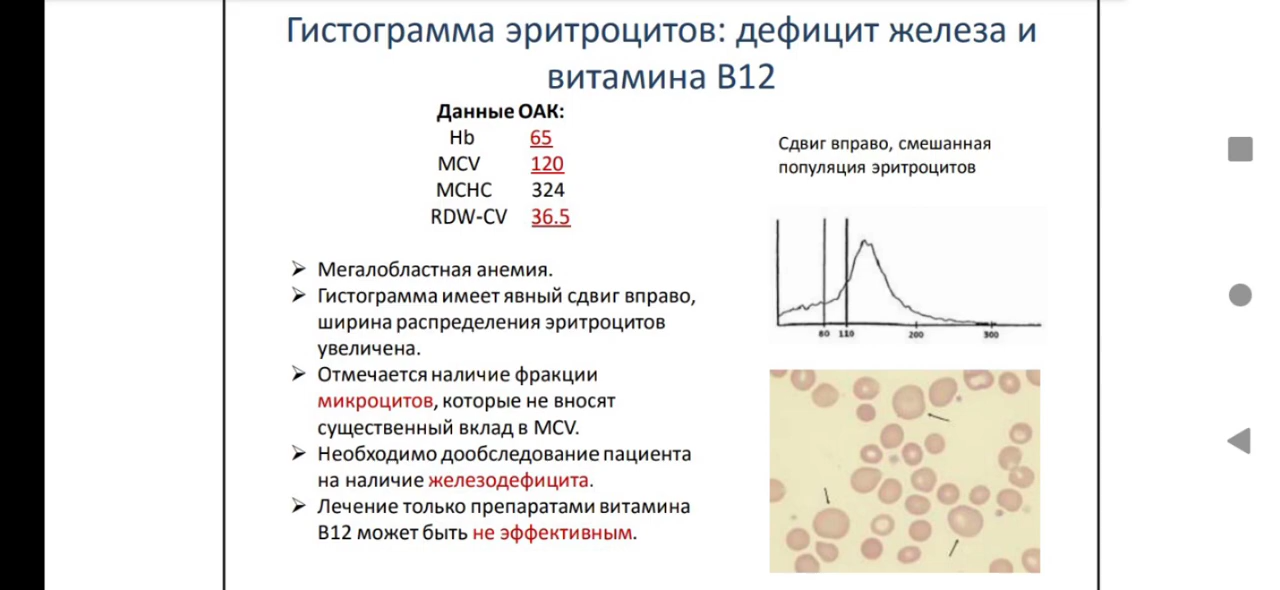 Гистограмма эритроцитов: дефицит железа и
витамина В12
Данные ОАК:
Hb 65
MCV 120
MCHC 324
RDW-CV 36.5
Сдвиг вправо, смешанная
популяция эритроцитов
➢ Мегалобластная анемия.
➢ Гистограмма имеет явный сдвиг вправо,
ширина распределения эритроцитов
увеличена.
➢ Отмечается наличие фракции
микроцитов, которые не вносят
существенный вклад в MCV.
➢ Необходимо дообследование пациента
на наличие железодефицита.
➢ Лечение только препаратами витамина
В12 может быть не эффективным.
80 110 200 300